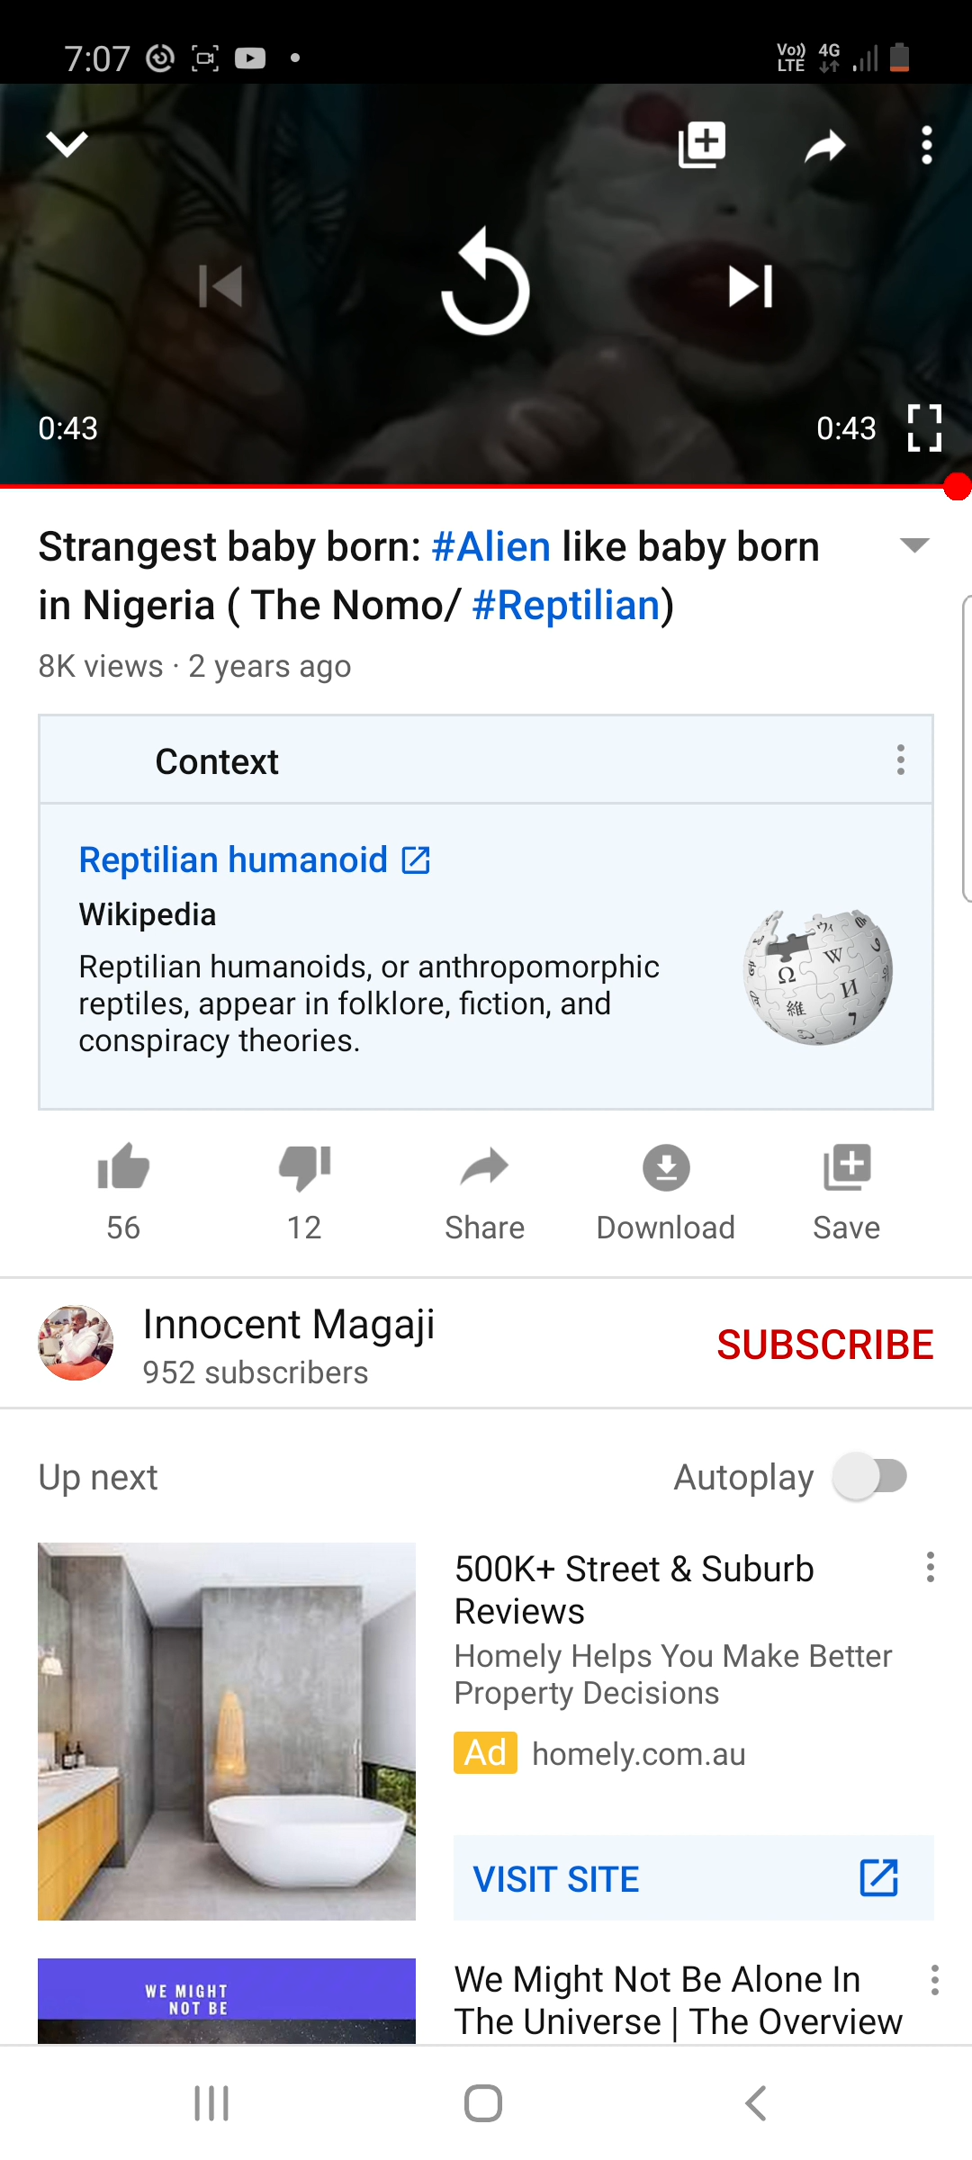 7:07
Vo))
LTE
4G
0:43
0:43
Strangest baby born: #Alien like baby born
in Nigeria ( The Nomo/ #Reptilian)
8K views · 2 years ago
Context
Reptilian humanoid
Wikipedia
Reptilian humanoids, or anthropomorphic
reptiles, appear in folklore, fiction, and
conspiracy theories.
56
12
Share
Download
Save
Innocent Magaji
952 subscribers
SUBSCRIBE
Up next
Autoplay
500K+ Street & Suburb
Reviews
Homely Helps You Make Better
Property Decisions
Ad homely.com.au
VISIT SITE
WE MIGHT
NOT BE
We Might Not Be Alone In
The Universe | The Overview